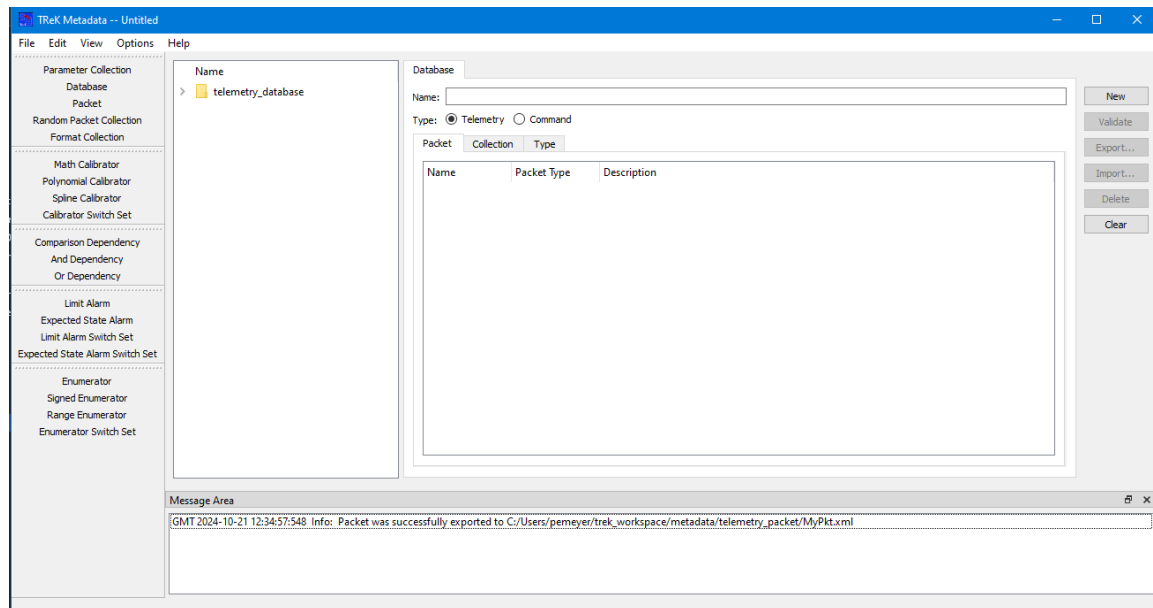 TReK Metadata -- Untitled
File Edit View Options Help
Parameter Collection
Database
Packet
Random Packet Collection
Format Collection
Math Calibrator
Polynomial Calibrator
Spline Calibrator
Calibrator Switch Set
Comparison Dependency
And Dependency
Or Dependency
Limit Alarm
Expected State Alarm
Limit Alarm Switch Set
Expected State Alarm Switch Set
Enumerator
Signed Enumerator
Range Enumerator
Enumerator Switch Set
Name
telemetry_database
Database
Name:
Type: Telemetry Command
Packet Collection Type
Name Packet Type Description
New
Validate
Export...
Import...
Delete
Clear
Message Area
GMT 2024-10-21 12:34:57:548 Info: Packet was successfully exported to C:/Users/pemeyer/trek_workspace/metadata/telemetry_packet/MyPkt.xml